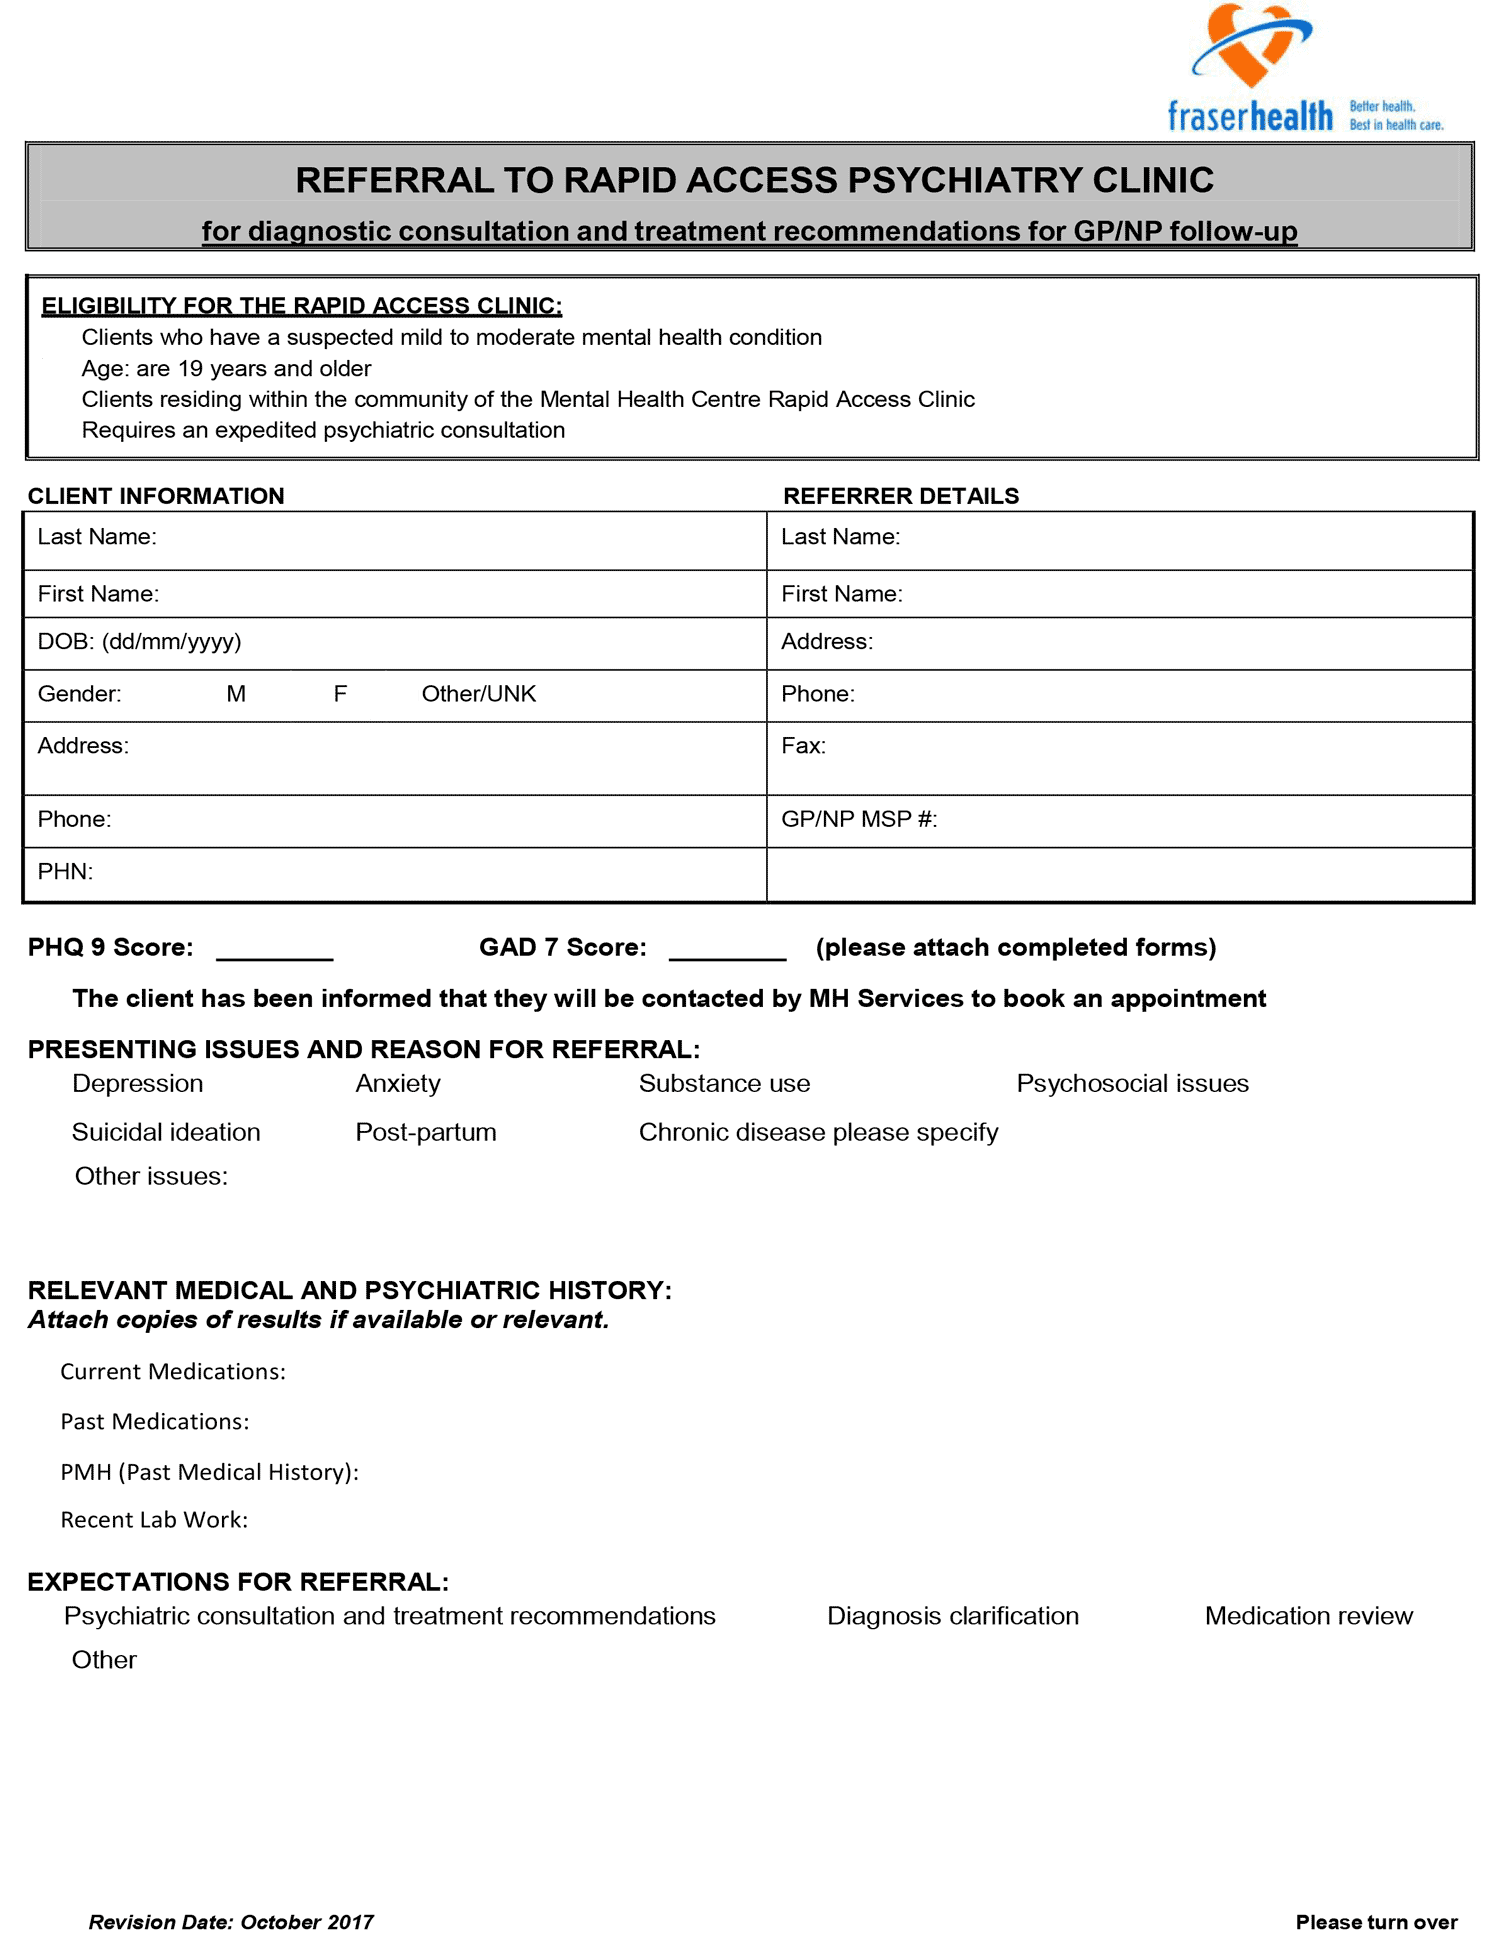 fraserhealth Better health.
Best in health care.
REFERRAL TO RAPID ACCESS PSYCHIATRY CLINIC
for diagnostic consultation and treatment recommendations for GP/NP follow-up
ELIGIBILITY FOR THE RAPID ACCESS CLINIC:
Clients who have a suspected mild to moderate mental health condition
Age: are 19 years and older
Clients residing within the community of the Mental Health Centre Rapid Access Clinic
Requires an expedited psychiatric consultation
CLIENT INFORMATION REFERRER DETAILS
Last Name: Last Name:
First Name: First Name:
DOB: (dd/mm/yyyy) Address:
Gender: M F Other/UNK Phone:
Address: Fax:
Phone: GP/NP MSP #:
PHN:
PHQ 9 Score: ________ GAD 7 Score: ________ (please attach completed forms)
The client has been informed that they will be contacted by MH Services to book an appointment
PRESENTING ISSUES AND REASON FOR REFERRAL:
Depression Anxiety Substance use Psychosocial issues
Suicidal ideation Post-partum Chronic disease please specify
Other issues:
RELEVANT MEDICAL AND PSYCHIATRIC HISTORY:
Attach copies of results if available or relevant.
Current Medications:
Past Medications:
PMH (Past Medical History):
Recent Lab Work:
EXPECTATIONS FOR REFERRAL:
Psychiatric consultation and treatment recommendations Diagnosis clarification Medication review
Other
Revision Date: October 2017 Please turn over